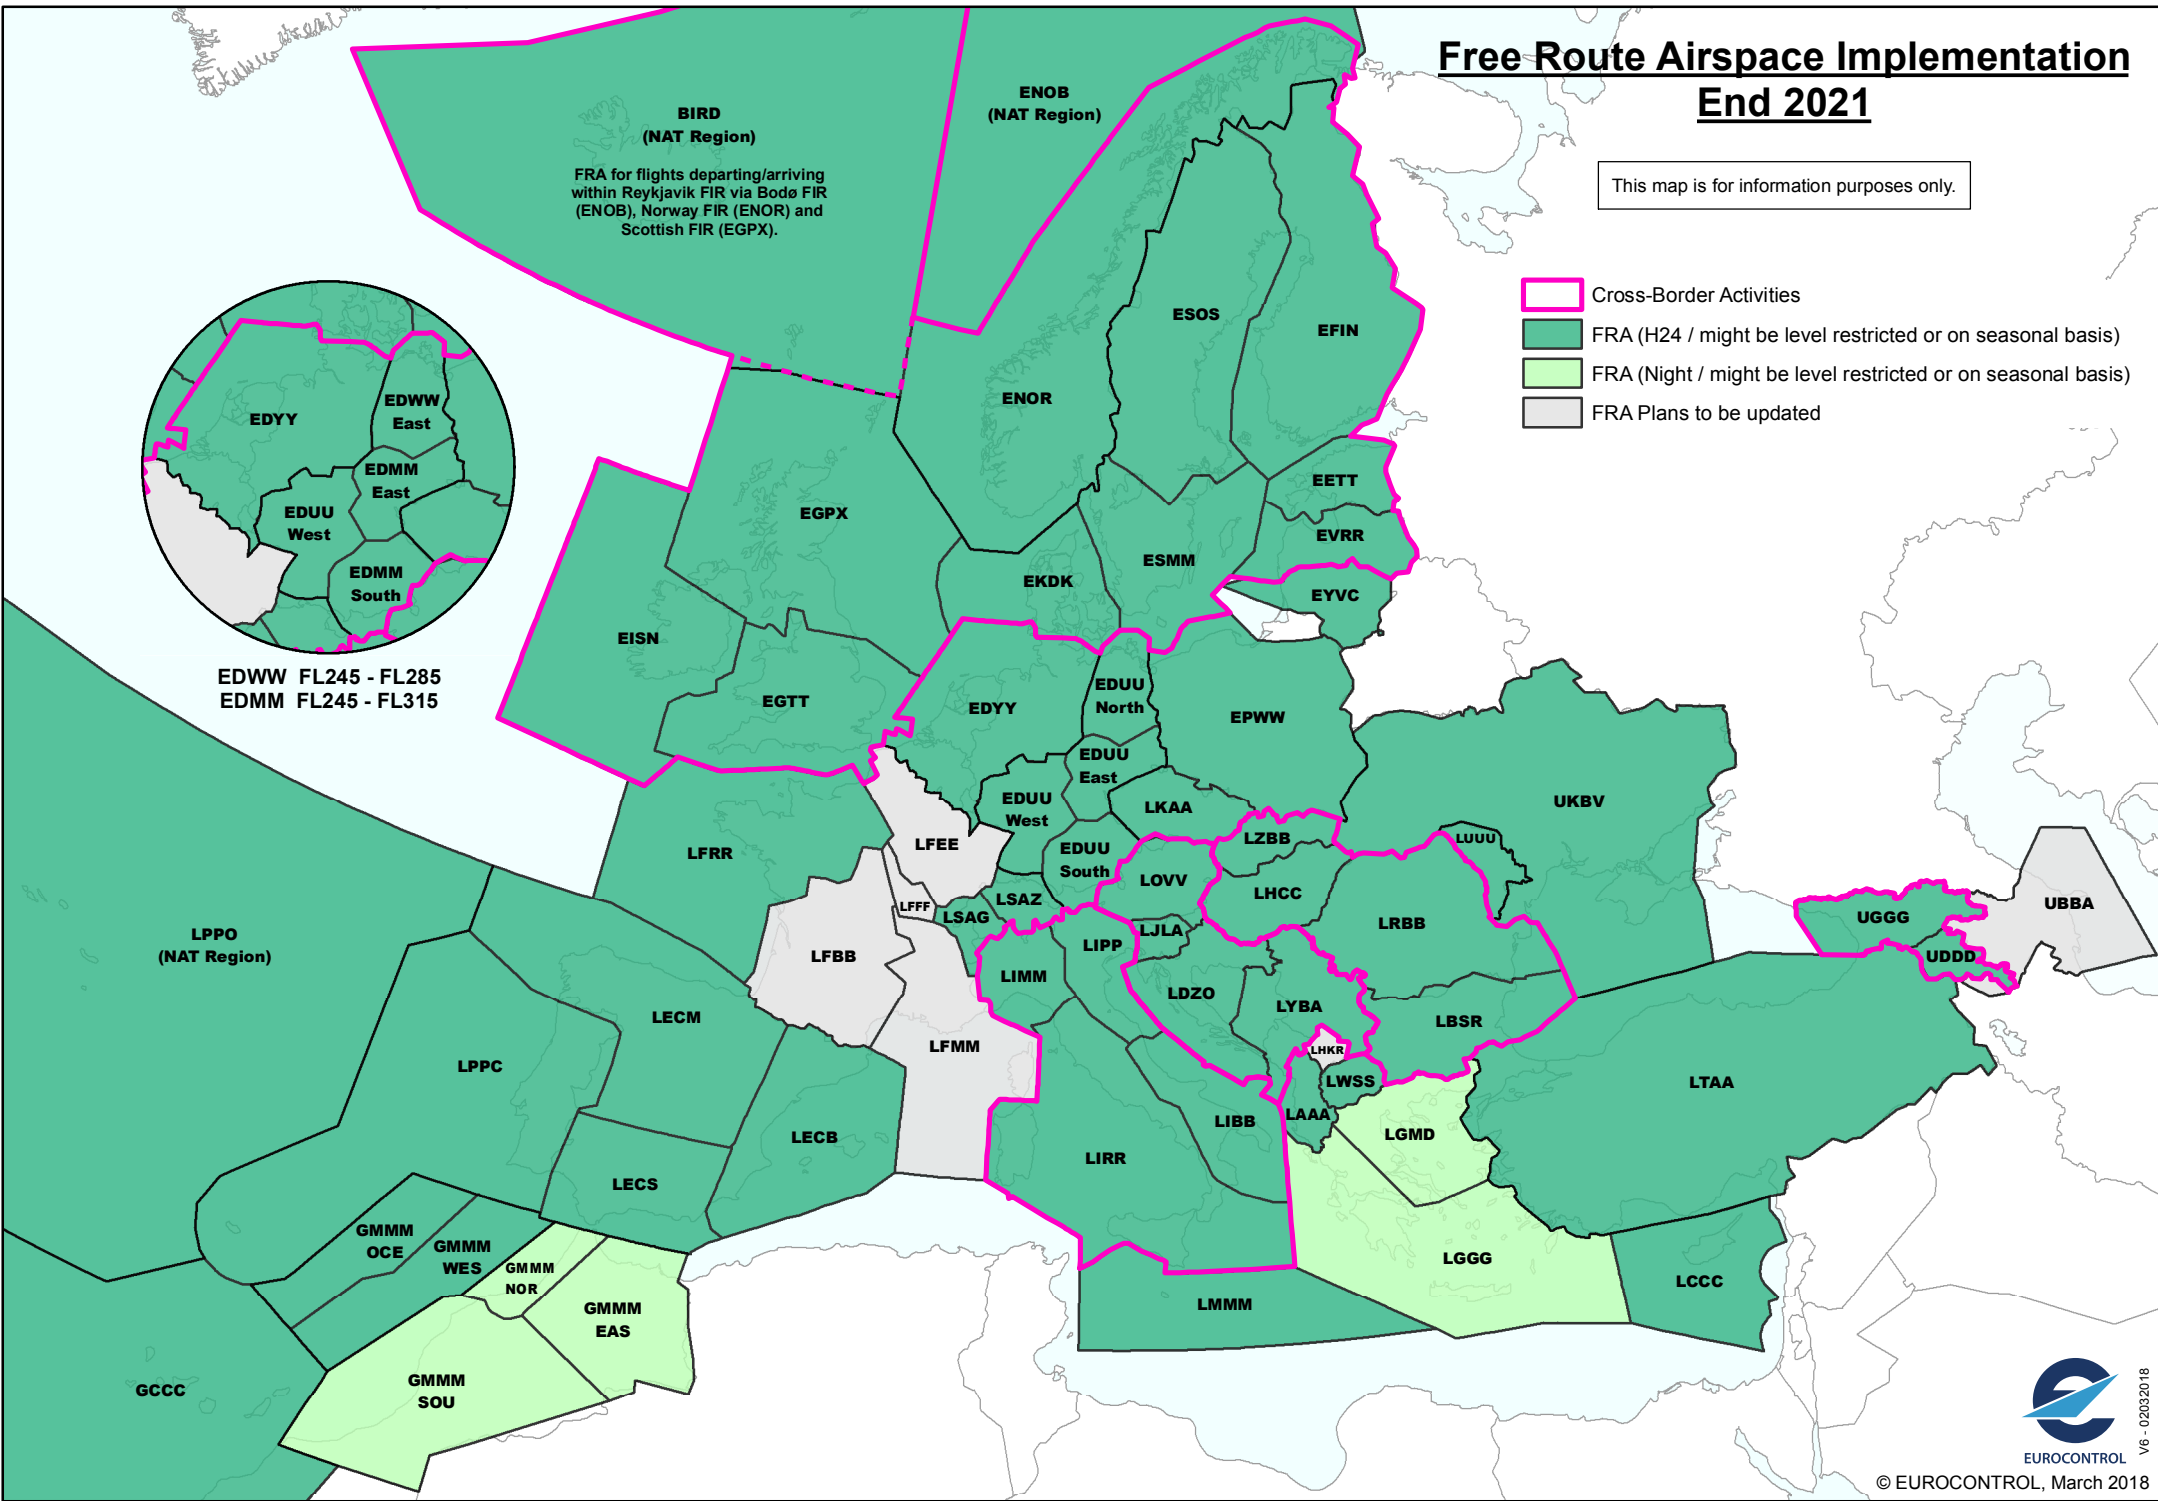 Free Route Airspace Implementation
End 2021
This map is for information purposes only.
Cross-Border Activities
FRA (H24 / might be level restricted or on seasonal basis)
FRA (Night / might be level restricted or on seasonal basis)
FRA Plans to be updated
BIRD
(NAT Region)
FRA for flights departing/arriving
within Reykjavik FIR via Bodø FIR
(ENOB), Norway FIR (ENOR) and
Scottish FIR (EGPX).
ENOB
(NAT Region)
ESOS
EFIN
ENOR
EETT
EVRR
EGPX
ESMM
EKDK
EYVC
EISN
EGTT
EDYY
EDWW
East
EDMM
East
EDUU
West
EDMM
South
EDWW FL245 - FL285
EDMM FL245 - FL315
EDYY
EDUU
North
EPWW
EDUU
East
EDUU
West
LKAA
UKBV
LFEE
LZBB
LUUU
LFRR
EDUU
South
LOVV
LHCC
LSAZ
LFFF
LSAG
LJLA
LIPP
LRBB
UGGG
UBBA
UDDD
LPPO
(NAT Region)
LFBB
LIMM
LDZO
LYBA
LBSR
LECM
LFMM
LHKR
LWSS
LTAA
LPPC
LAAA
LIBB
LGMD
LECB
LIRR
LECS
GMMM
OCE
GMMM
WES
GMMM
NOR
LGGG
LCCC
GMMM
EAS
LMMM
GCCC
GMMM
SOU
EUROCONTROL
V6 - 02032018
© EUROCONTROL, March 2018